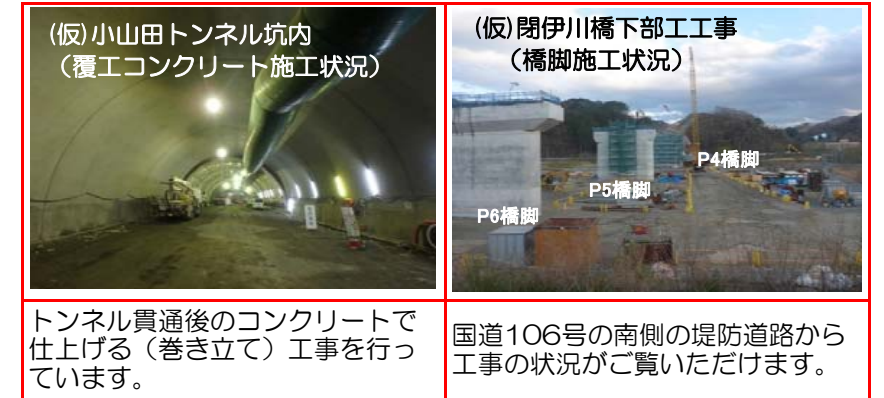 (仮)小山田トンネル坑内
（覆工コンクリート施工状況）
(仮)閉伊川橋下部工工事
（橋脚施工状況）
P4橋脚
P5橋脚
P6橋脚
トンネル貫通後のコンクリートで
仕上げる（巻き立て）工事を行っ
ています。
国道106号の南側の堤防道路から
工事の状況がご覧いただけます。